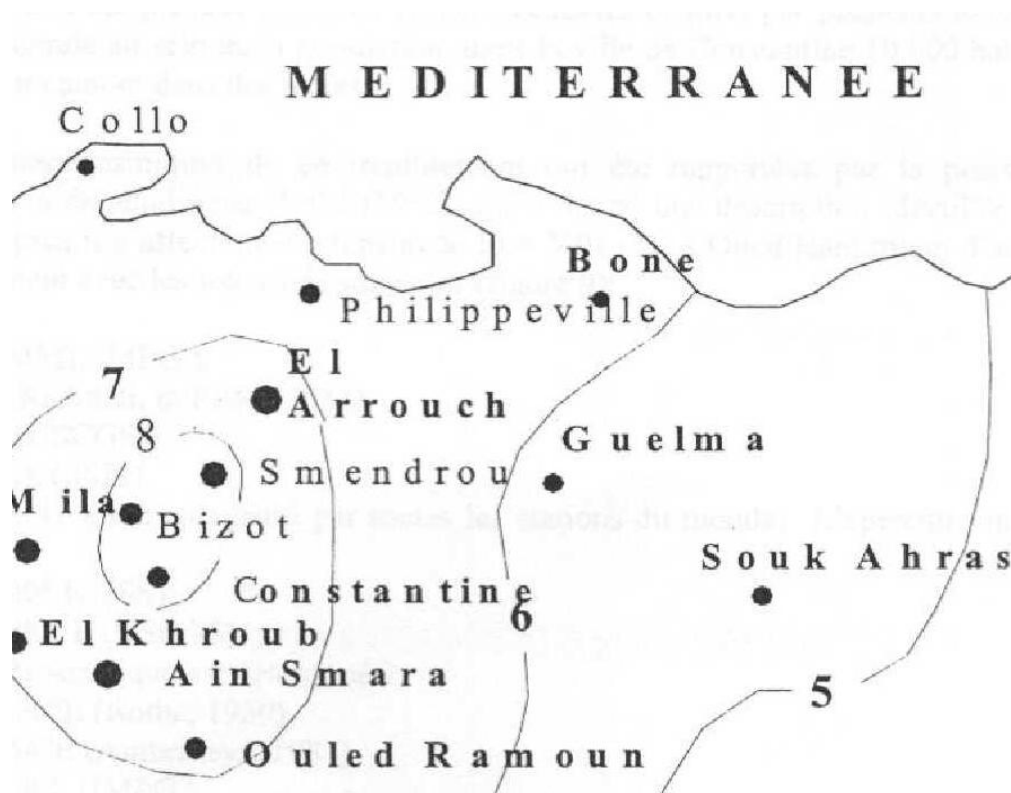 MEDITERRANEE
Collo
Bone
Philippeville
El
Arrouch
7
8
Guelma
Smendrou
Mila
Bizot
Souk Ahras
Constantine
6
El Khroub
Ain Smara
5
Ouled Ramoun